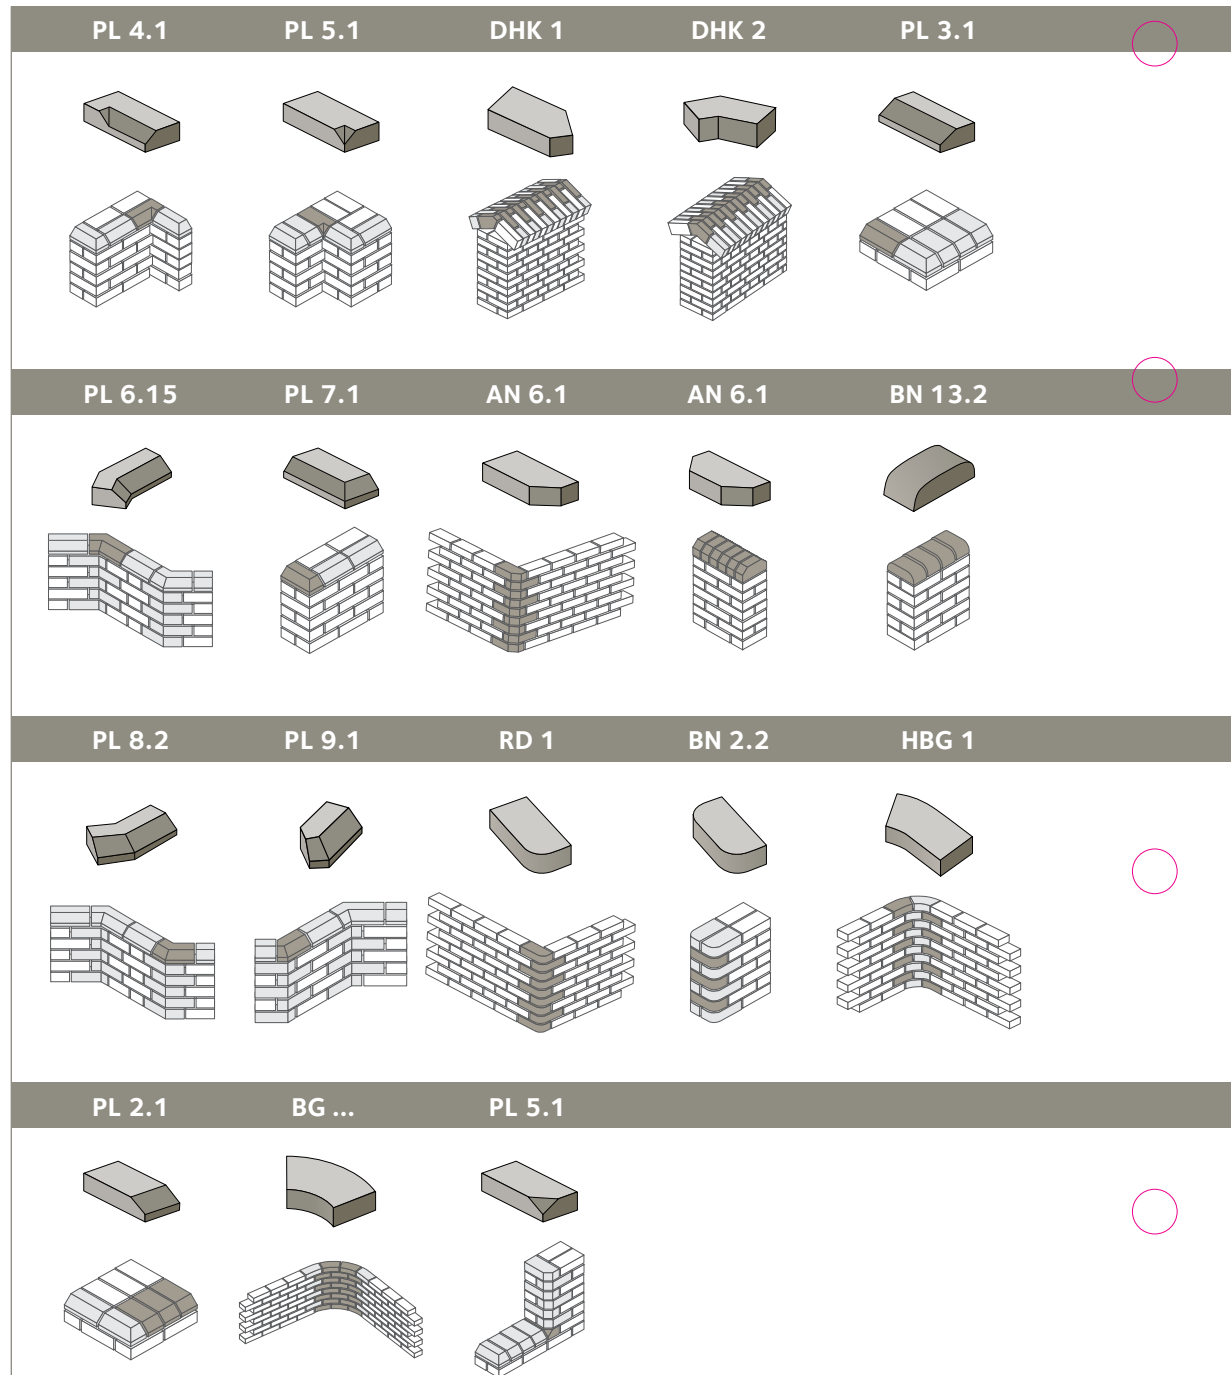 PL 4.1 PL 5.1 DHK 1 DHK 2 PL 3.1
PL 6.15 PL 7.1 AN 6.1 AN 6.1 BN 13.2
PL 8.2 PL 9.1 RD 1 BN 2.2 HBG 1
PL 2.1 BG ... PL 5.1